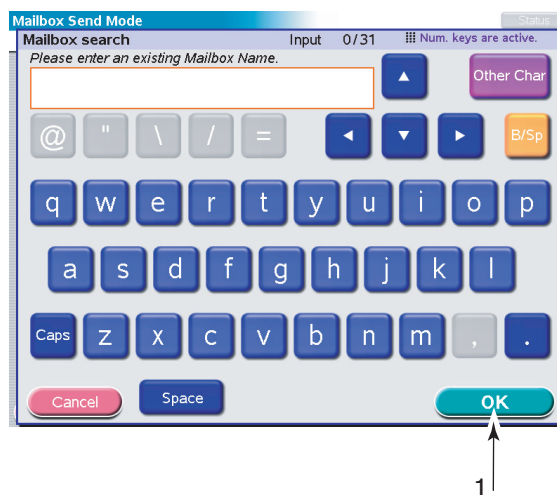 Mailbox Send Mode Status
Mailbox search Input 0/31 Num. keys are active.
Please enter an existing Mailbox Name.
Other Char
@ " \ / = B/Sp
q w e r t y u i o p
a s d f g h j k l
Caps z x c v b n m , .
Cancel Space OK
1